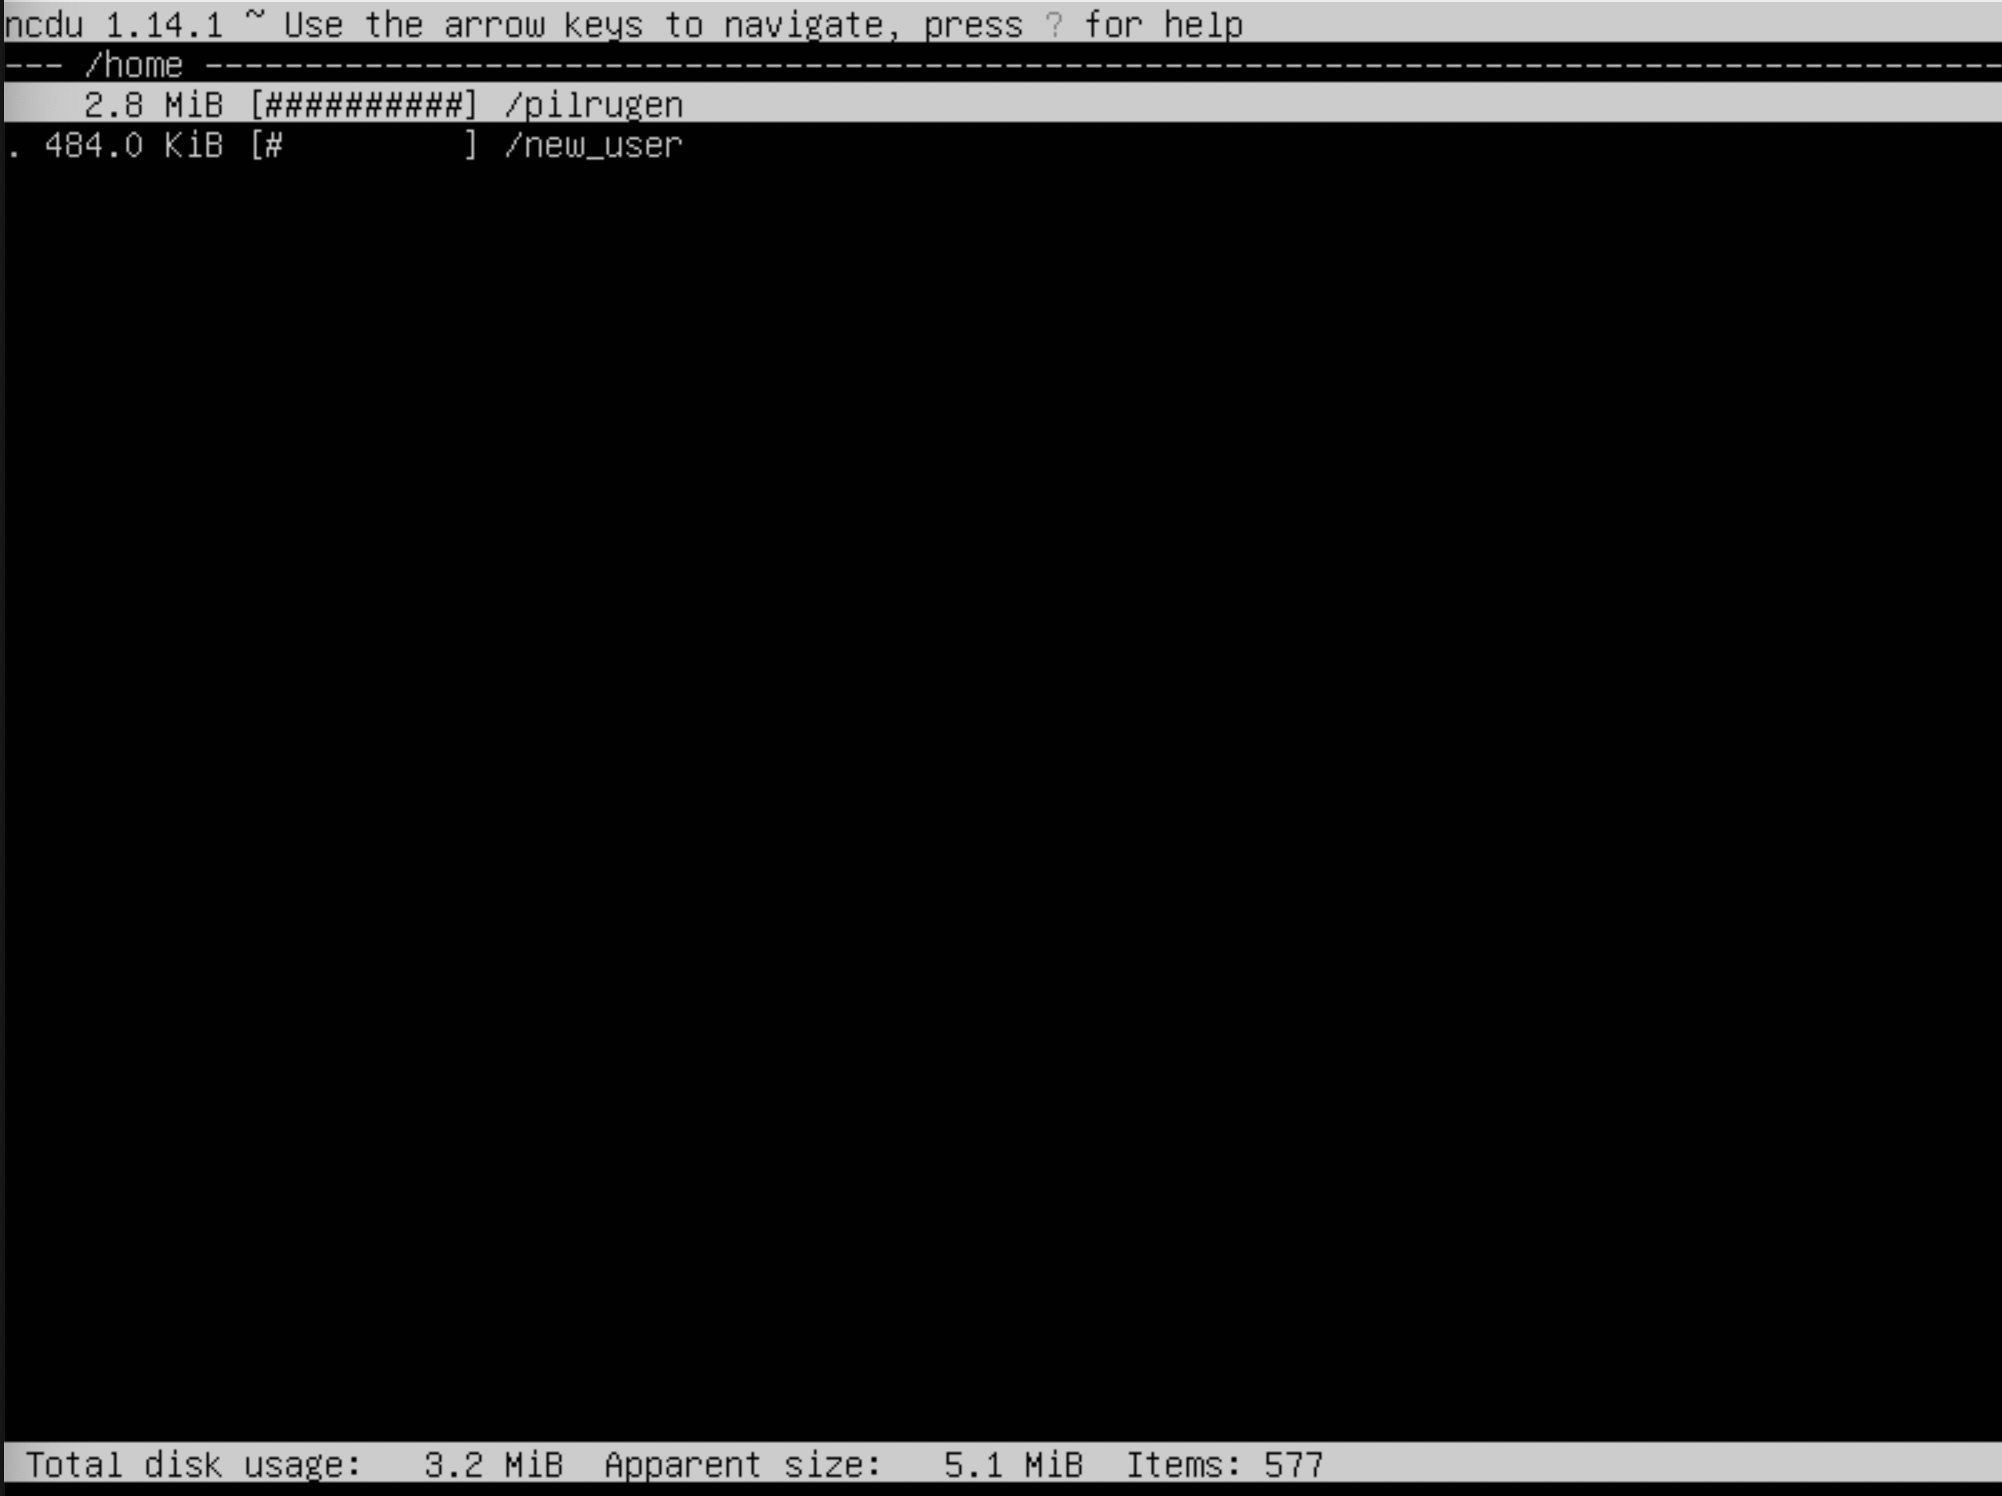 ncdu 1.14.1 ~ Use the arrow keys to navigate, press ? for help
--- /home ------------------------------------------------------------------------------------------
    2.8 MiB [##########] /pilrugen
. 484.0 KiB [#         ] /new_user
 Total disk usage:   3.2 MiB  Apparent size:   5.1 MiB  Items: 577